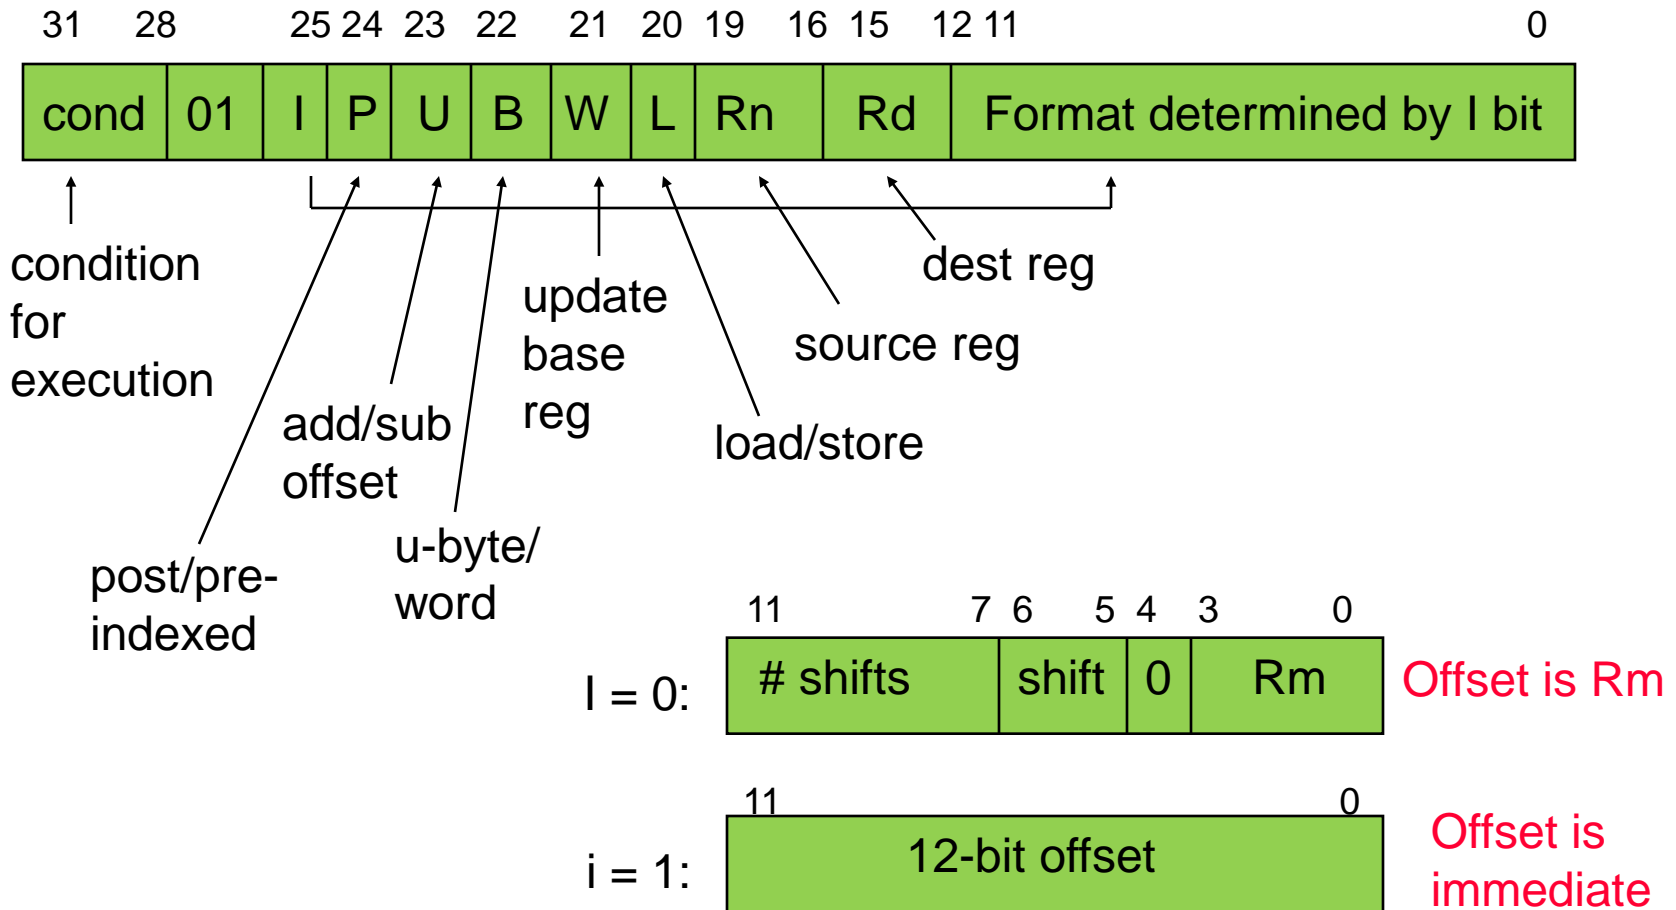 31 28 25 24 23 22 21 20 19 16 15 12 11 0
cond 01 I P U B W L Rn Rd Format determined by I bit
condition
for
execution
post/pre-
indexed
add/sub
offset
u-byte/
word
update
base
reg
load/store
source reg
dest reg
11 7 6 5 4 3 0
I = 0: # shifts shift 0 Rm Offset is Rm
11 0
i = 1: 12-bit offset Offset is
immediate